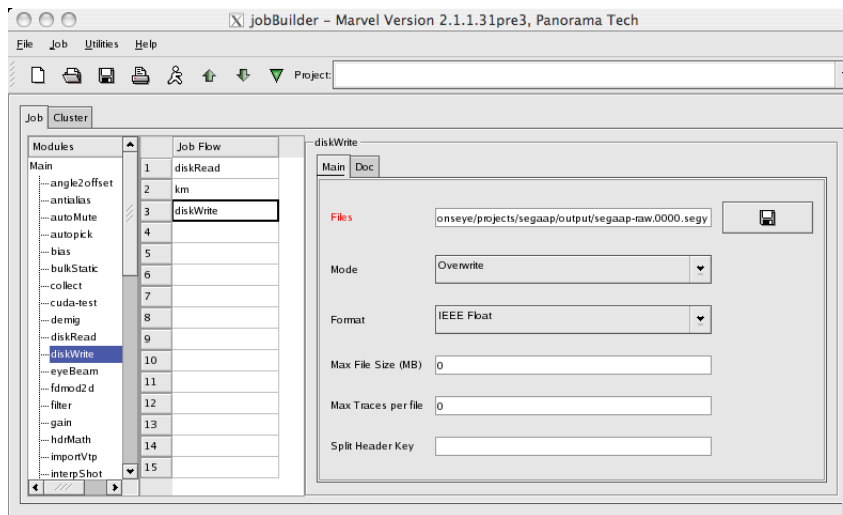 jobBuilder - Marvel Version 2.1.1.31pre3, Panorama Tech
File Job Utilities Help
Project:
Job Cluster
Modules
Main
angle2offset
antialias
autoMute
autopick
bias
bulkStatic
collect
cuda-test
demig
diskRead
diskWrite
eyeBeam
fdmod2d
filter
gain
hdrMath
importVtp
interpShot
Job Flow
1 diskRead
2 km
3 diskWrite
4
5
6
7
8
9
10
11
12
13
14
15
diskWrite
Main Doc
Files onseye/projects/segaap/output/segaap-raw.0000.segy
Mode Overwrite
Format IEEE Float
Max File Size (MB) 0
Max Traces per file 0
Split Header Key